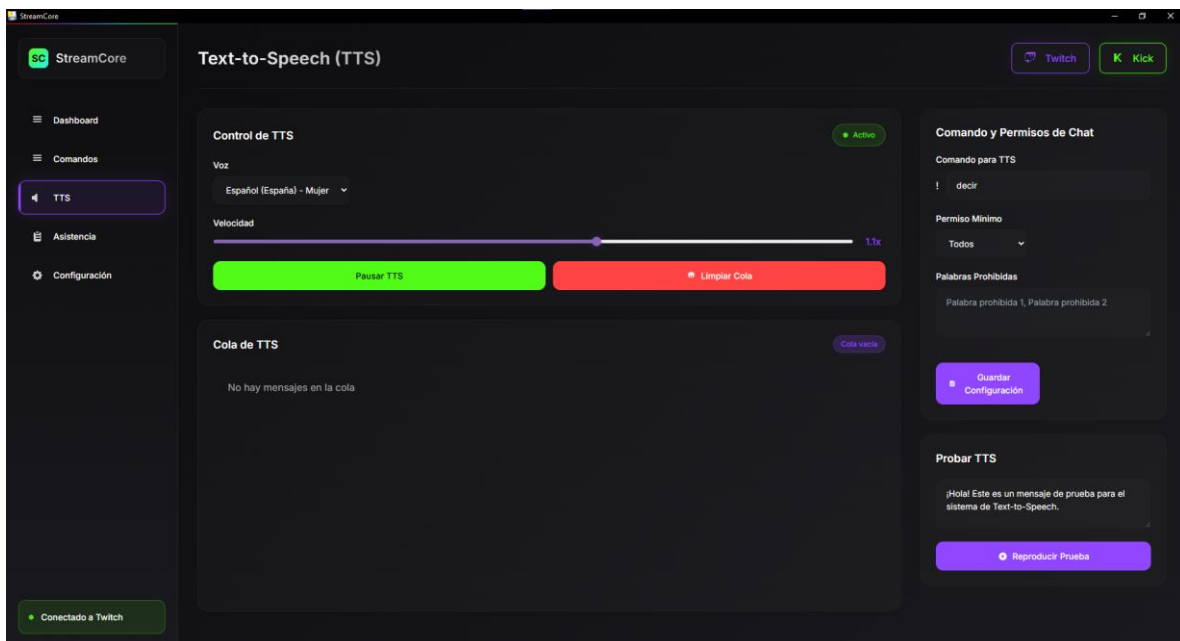 StreamCore
SC StreamCore
Dashboard
Comandos
TTS
Asistencia
Configuración
Conectado a Twitch
Text-to-Speech (TTS)
Twitch
K Kick
Control de TTS
Activo
Voz
Español (España) - Mujer
Velocidad
1.1x
Pausar TTS
Limpiar Cola
Cola de TTS
Cola vacía
No hay mensajes en la cola
Comando y Permisos de Chat
Comando para TTS
! decir
Permiso Mínimo
Todos
Palabras Prohibidas
Palabra prohibida 1, Palabra prohibida 2
Guardar
Configuración
Probar TTS
¡Hola! Este es un mensaje de prueba para el
sistema de Text-to-Speech.
Reproducir Prueba